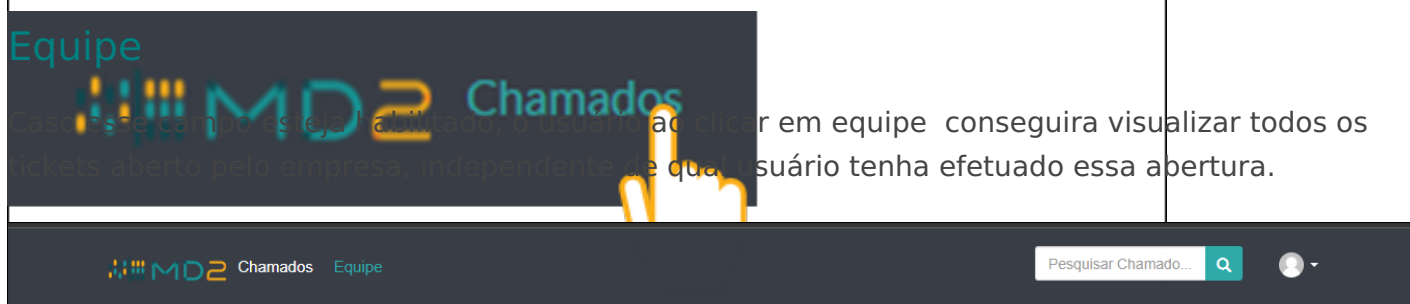 Equipe
MD2 Chamados
Caso esse campo esteja habilitado, o usuário ao clicar em equipe conseguira visualizar todos os
tickets aberto pelo empresa, independente de qual usuário tenha efetuado essa abertura.
MD2 Chamados Equipe Pesquisar Chamado...